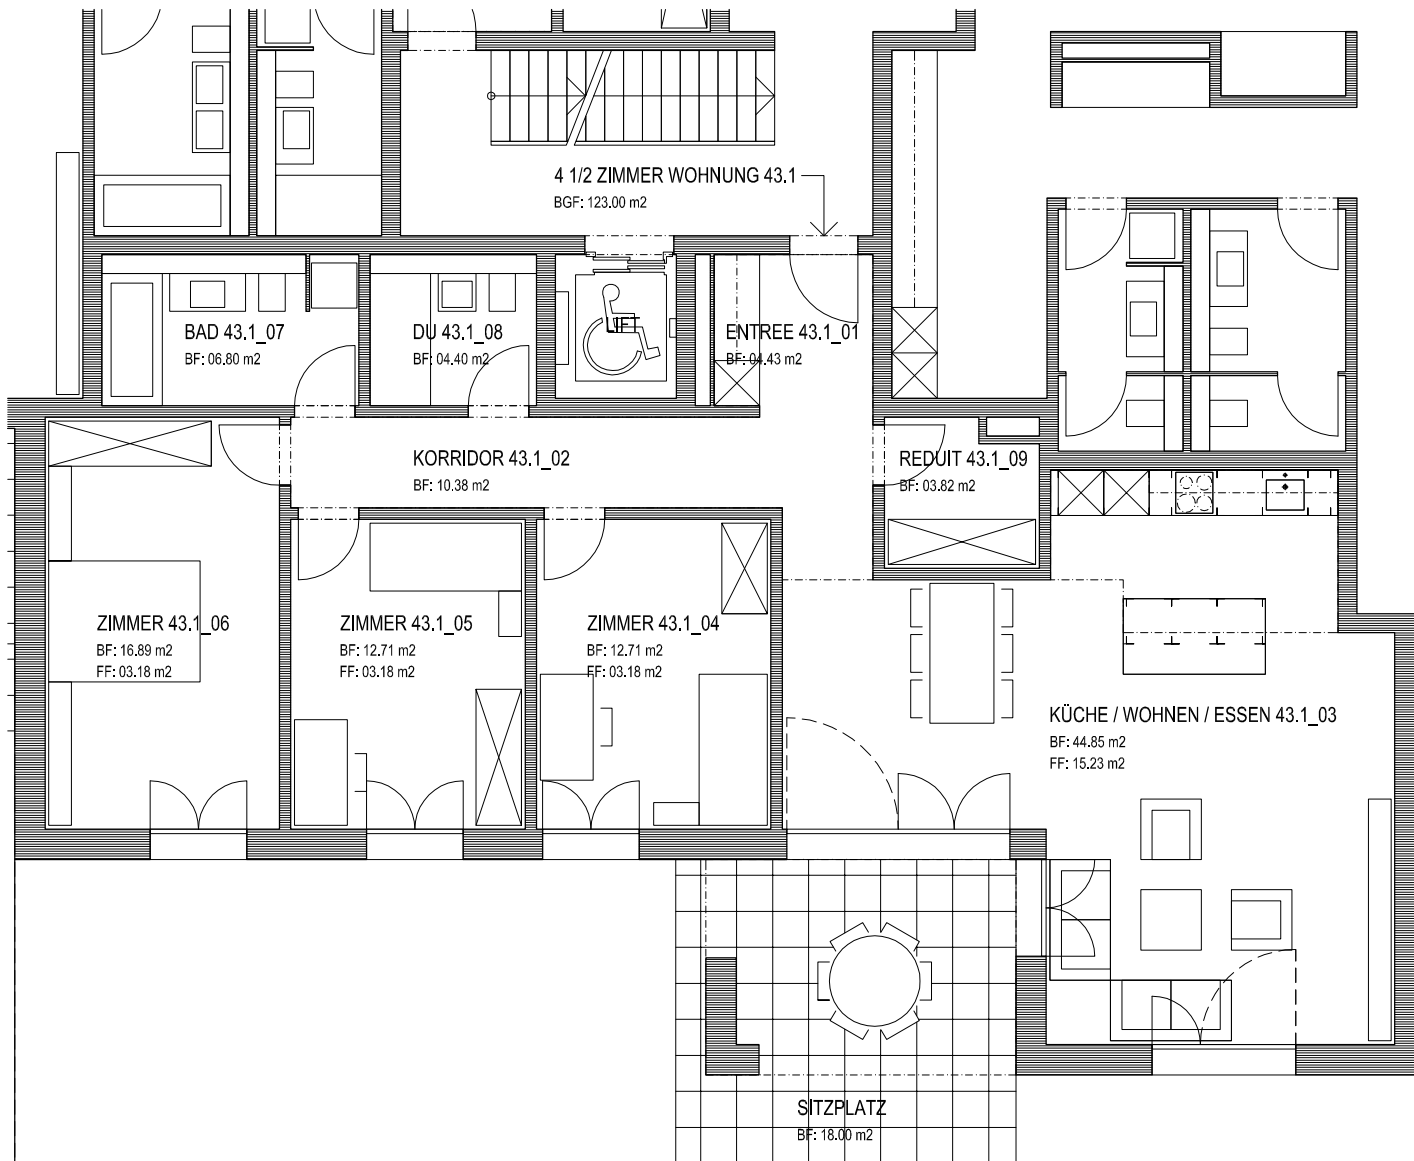 4 1/2 ZIMMER WOHNUNG 43.1
BGF: 123.00 m2
BAD 43.1_07
BF: 06.80 m2
DU 43.1_08
BF: 04.40 m2
LIFT
ENTREE 43.1_01
BF: 04.43 m2
KORRIDOR 43.1_02
BF: 10.38 m2
REDUIT 43.1_09
BF: 03.82 m2
ZIMMER 43.1_06
BF: 16.89 m2
FF: 03.18 m2
ZIMMER 43.1_05
BF: 12.71 m2
FF: 03.18 m2
ZIMMER 43.1_04
BF: 12.71 m2
FF: 03.18 m2
KÜCHE / WOHNEN / ESSEN 43.1_03
BF: 44.85 m2
FF: 15.23 m2
SITZPLATZ
BF: 18.00 m2